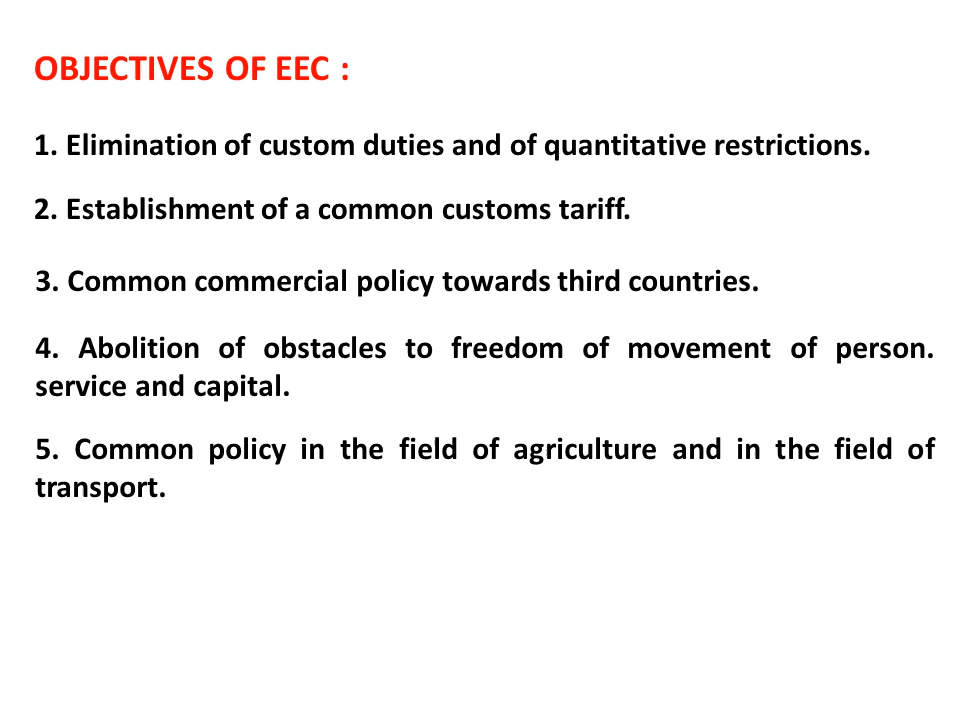 OBJECTIVES OF EEC :
1. Elimination of custom duties and of quantitative restrictions.
2. Establishment of a common customs tariff.
3. Common commercial policy towards third countries.
4. Abolition of obstacles to freedom of movement of person.
service and capital.
5. Common policy in the field of agriculture and in the field of
transport.